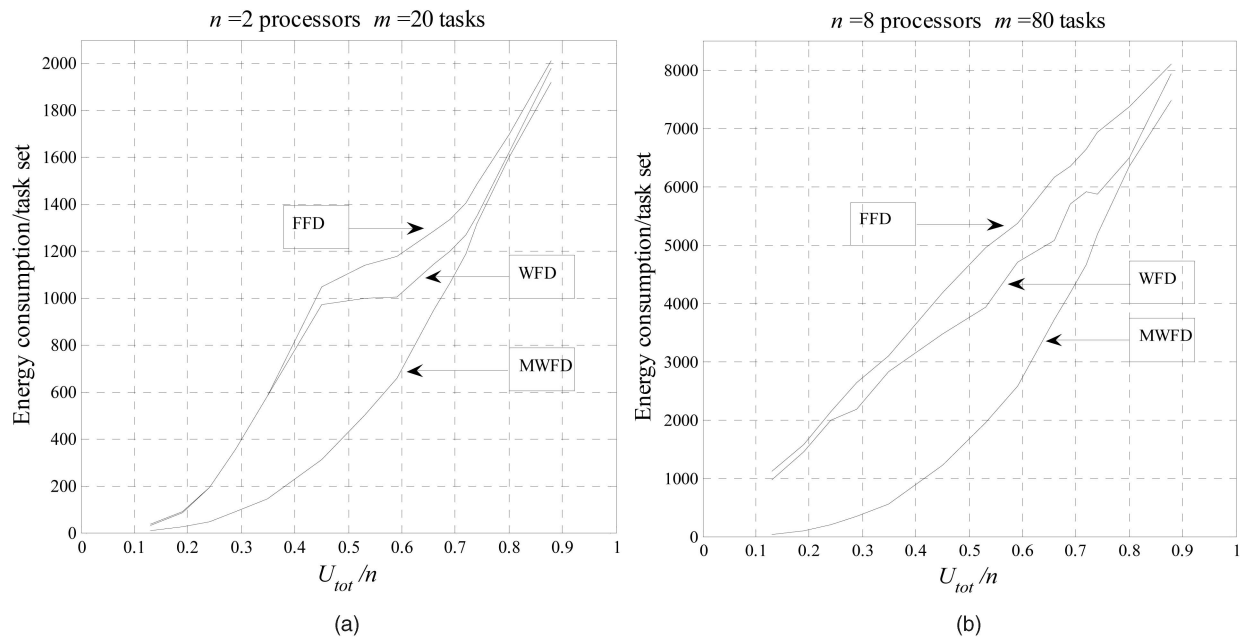 n =2 processors m =20 tasks
Energy consumption/task set
2000
1800
1600
1400
1200
1000
800
600
400
200
0
FFD
WFD
MWFD
0 0.1 0.2 0.3 0.4 0.5 0.6 0.7 0.8 0.9 1
U_tot /n
(a)
n =8 processors m =80 tasks
Energy consumption/task set
8000
7000
6000
5000
4000
3000
2000
1000
0
FFD
WFD
MWFD
0 0.1 0.2 0.3 0.4 0.5 0.6 0.7 0.8 0.9 1
U_tot /n
(b)